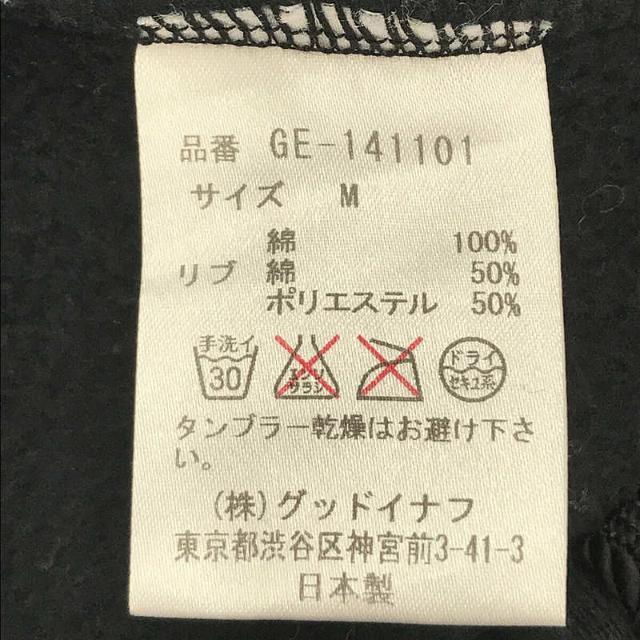 品番 GE-141101
サイズ M
綿 100%
リブ 綿 50%
ポリエステル 50%
手洗イ 30 エンソサラシ ドライ セキユ系
タンブラー乾燥はお避け下さ
い。
(株)グッドイナフ
東京都渋谷区神宮前3-41-3
日本製